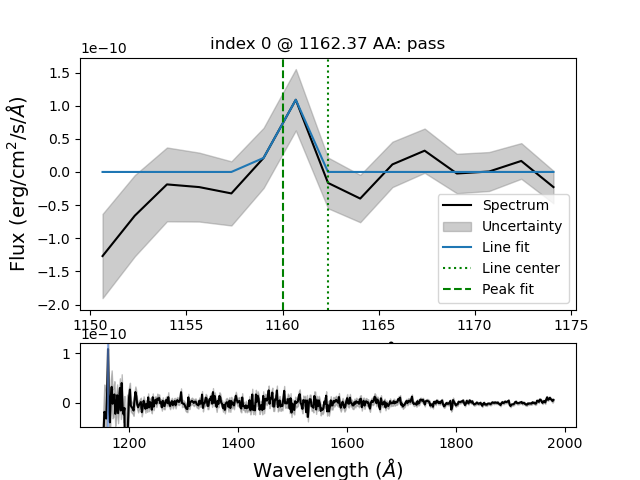 index 0 @ 1162.37 AA: pass
1e−10
1.5
1.0
0.5
0.0
−0.5
−1.0
−1.5
−2.0
Flux (erg/cm²/s/Å)
Spectrum
Uncertainty
Line fit
Line center
Peak fit
1150 1155 1160 1165 1170 1175
1e−10
1
0
1200 1400 1600 1800 2000
Wavelength (Å)